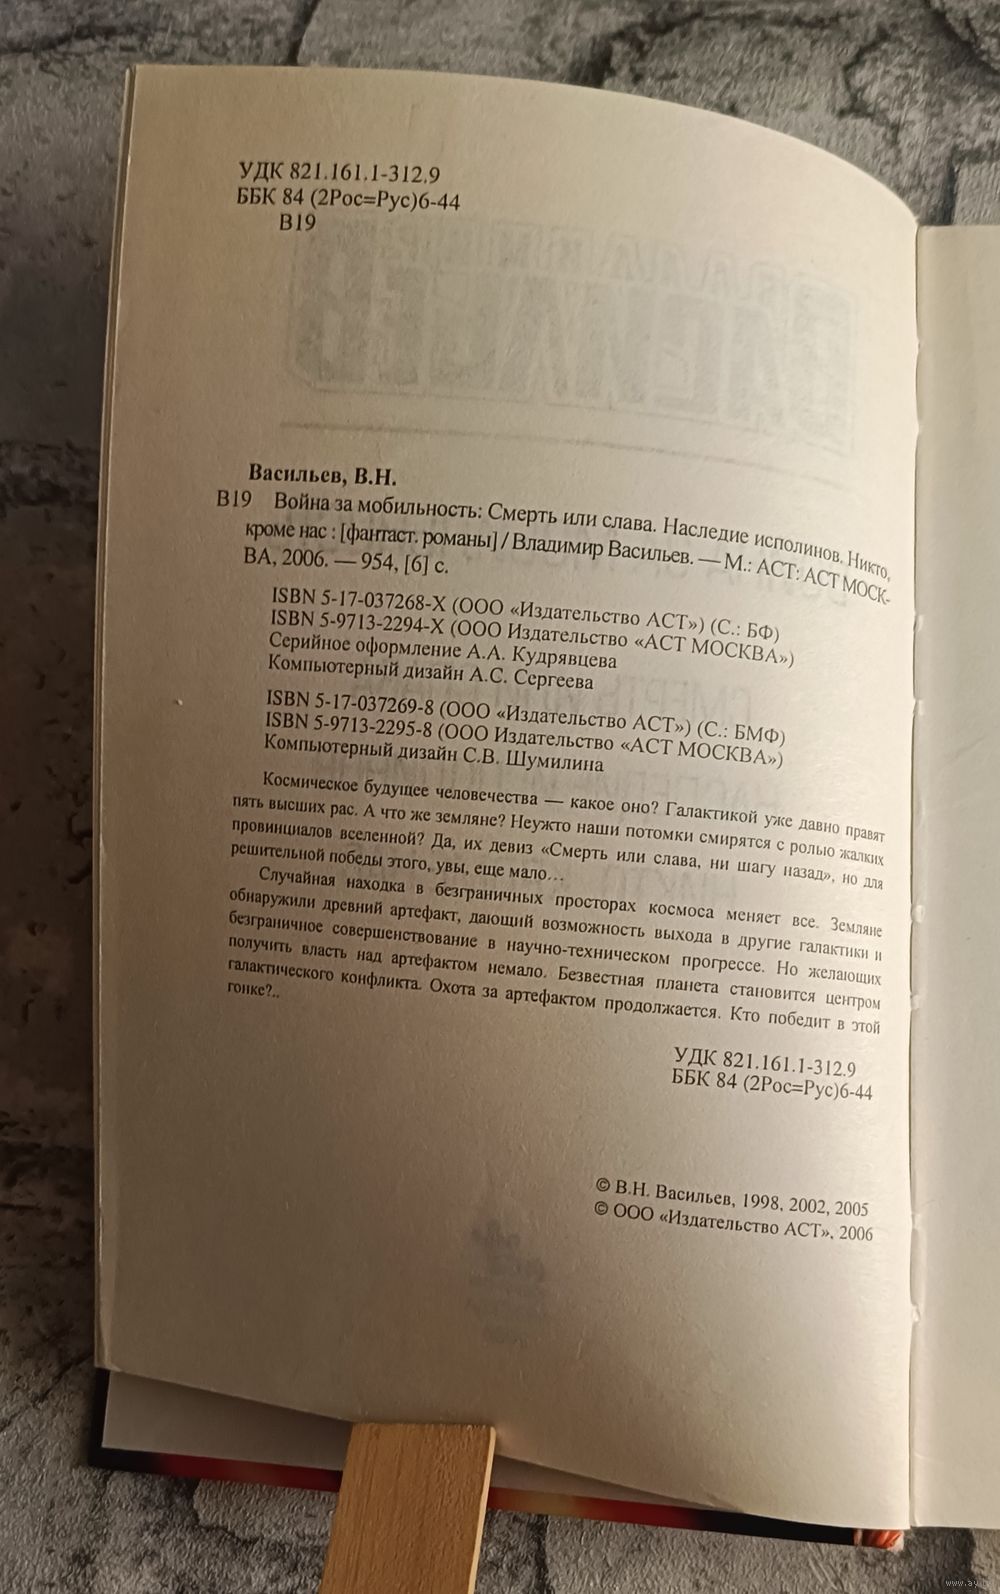 УДК 821.161.1-312.9
ББК 84 (2Рос=Рус)6-44
В19
Васильев, В.Н.
В19 Война за мобильность: Смерть или слава. Наследие исполинов. Никто,
кроме нас : [фантаст. романы] / Владимир Васильев. — М.: АСТ: АСТ МОСК-
ВА, 2006. — 954, [6] с.
ISBN 5-17-037268-X (ООО «Издательство АСТ») (С.: БФ)
ISBN 5-9713-2294-X (ООО Издательство «АСТ МОСКВА»)
Серийное оформление А.А. Кудрявцева
Компьютерный дизайн А.С. Сергеева
ISBN 5-17-037269-8 (ООО «Издательство АСТ») (С.: БМФ)
ISBN 5-9713-2295-8 (ООО Издательство «АСТ МОСКВА»)
Компьютерный дизайн С.В. Шумилина
Космическое будущее человечества — какое оно? Галактикой уже давно правят
пять высших рас. А что же земляне? Неужто наши потомки смирятся с ролью жалких
провинциалов вселенной? Да, их девиз «Смерть или слава, ни шагу назад», но для
решительной победы этого, увы, еще мало…
Случайная находка в безграничных просторах космоса меняет все. Земляне
обнаружили древний артефакт, дающий возможность выхода в другие галактики и
безграничное совершенствование в научно-техническом прогрессе. Но желающих
получить власть над артефактом немало. Безвестная планета становится центром
галактического конфликта. Охота за артефактом продолжается. Кто победит в этой
гонке?..
УДК 821.161.1-312.9
ББК 84 (2Рос=Рус)6-44
© В.Н. Васильев, 1998, 2002, 2005
© ООО «Издательство АСТ», 2006